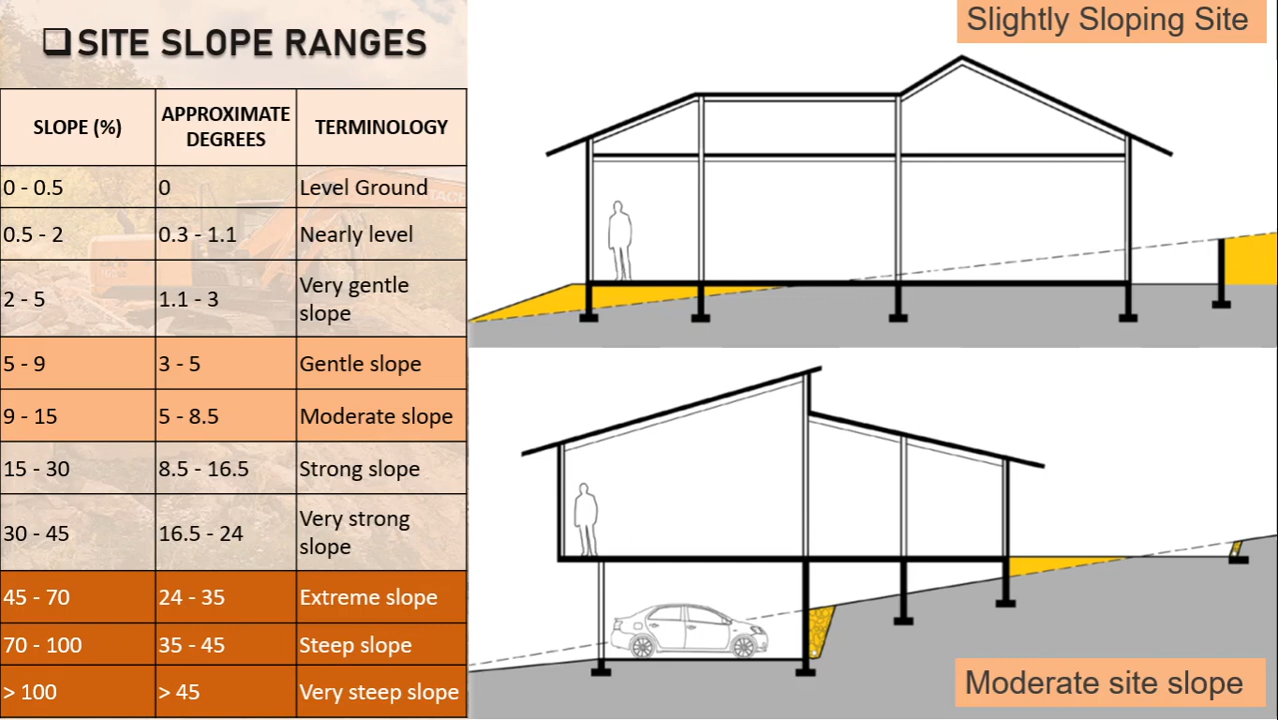 ❑SITE SLOPE RANGES
SLOPE (%) APPROXIMATE DEGREES TERMINOLOGY
0 - 0.5 0 Level Ground
0.5 - 2 0.3 - 1.1 Nearly level
2 - 5 1.1 - 3 Very gentle slope
5 - 9 3 - 5 Gentle slope
9 - 15 5 - 8.5 Moderate slope
15 - 30 8.5 - 16.5 Strong slope
30 - 45 16.5 - 24 Very strong slope
45 - 70 24 - 35 Extreme slope
70 - 100 35 - 45 Steep slope
> 100 > 45 Very steep slope
Slightly Sloping Site
Moderate site slope